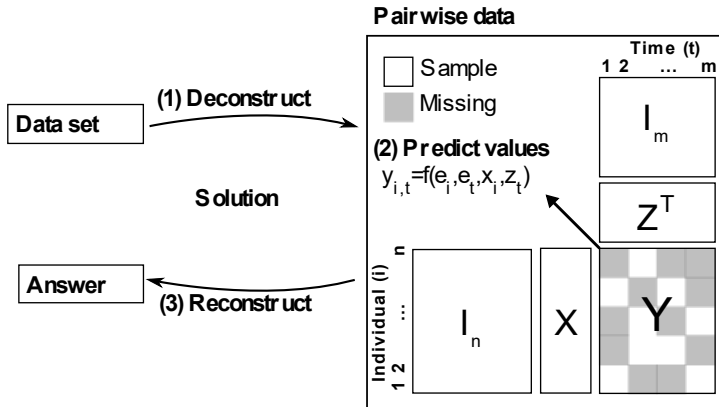 Pairwise data
Time (t)
1 2 ... m
Sample
Missing
(1) Deconstruct
Data set
I_m
(2) Predict values
y_{i,t}=f(e_i,e_t,x_i,z_t)
Solution
Z^T
Answer
(3) Reconstruct
Individual (i)
1 2 ... n
I_n
X
Y